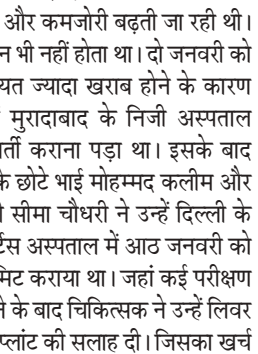 और कमजोरी बढ़ती जा रही थी।
न भी नहीं होता था। दो जनवरी को
यत ज्यादा खराब होने के कारण
मुरादाबाद के निजी अस्पताल
र्ती कराना पड़ा था। इसके बाद
के छोटे भाई मोहम्मद कलीम और
सीमा चौधरी ने उन्हें दिल्ली के
र्टिस अस्पताल में आठ जनवरी को
मिट कराया था। जहां कई परीक्षण
ने के बाद चिकित्सक ने उन्हें लिवर
प्लांट की सलाह दी। जिसका खर्च